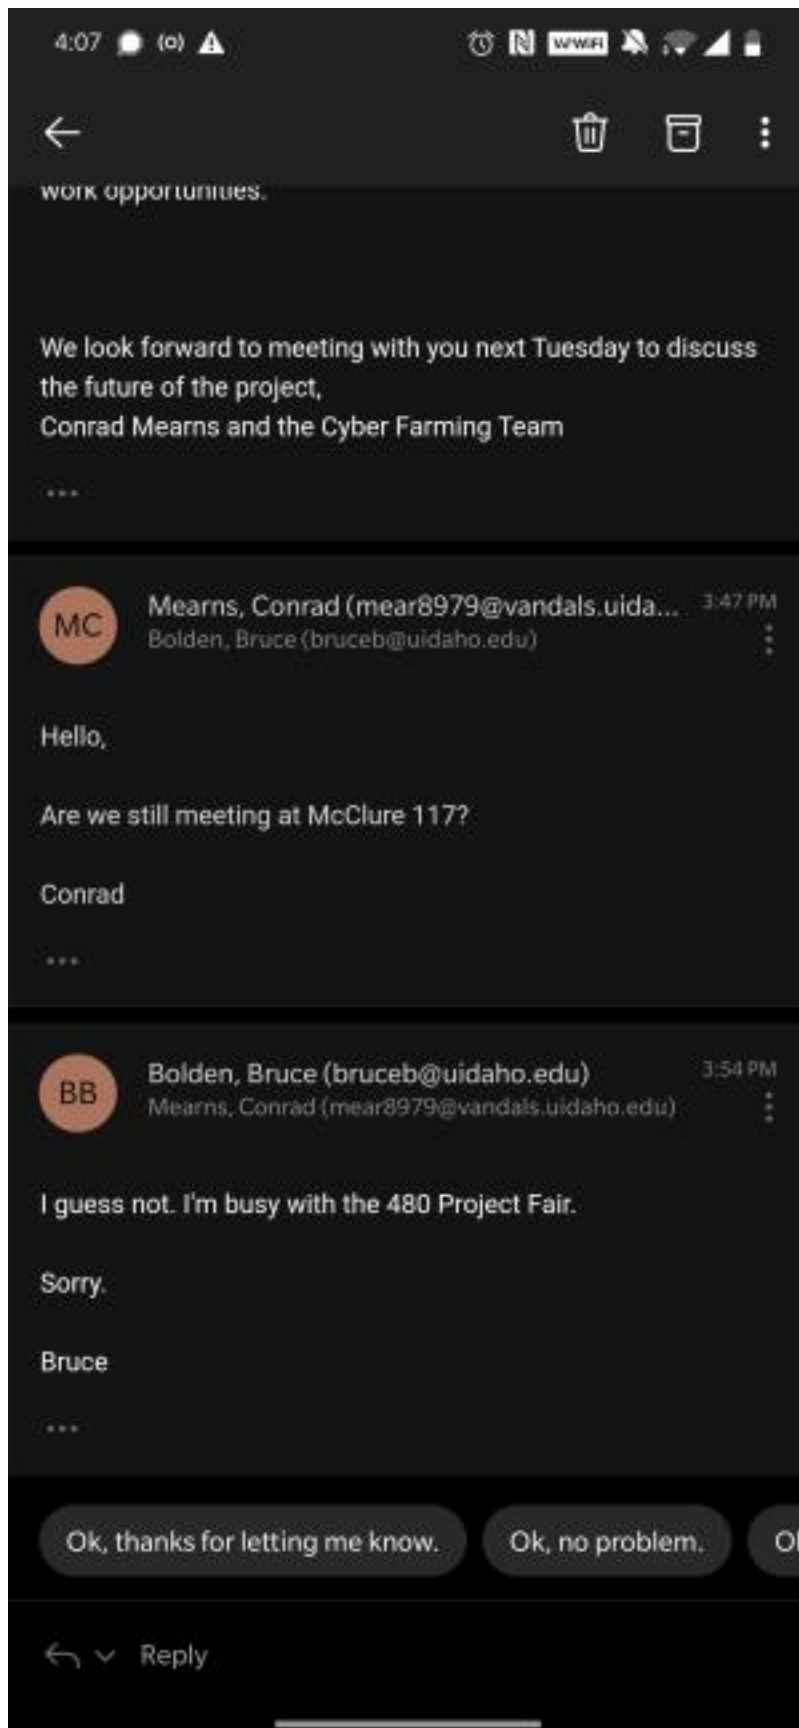 4:07
VoWiFi
work opportunities.
We look forward to meeting with you next Tuesday to discuss
the future of the project,
Conrad Mearns and the Cyber Farming Team
...
MC
Mearns, Conrad (mear8979@vandals.uida...
3:47 PM
Bolden, Bruce (bruceb@uidaho.edu)
Hello,
Are we still meeting at McClure 117?
Conrad
...
BB
Bolden, Bruce (bruceb@uidaho.edu)
3:54 PM
Mearns, Conrad (mear8979@vandals.uidaho.edu)
I guess not. I'm busy with the 480 Project Fair.
Sorry.
Bruce
...
Ok, thanks for letting me know.
Ok, no problem.
Reply